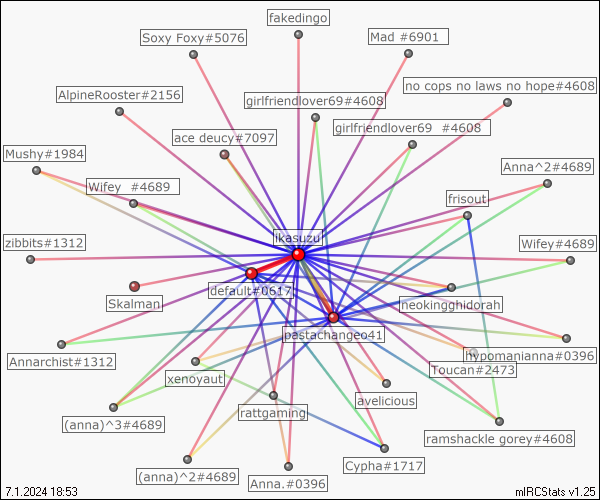 fakedingo
Soxy Foxy#5076
Mad #6901
no cops no laws no hope#4608
AlpineRooster#2156
girlfriendlover69#4608
girlfriendlover69 #4608
ace deucy#7097
Mushy#1984
Anna^2#4689
Wifey #4689
frisout
ikasuzu
zibbits#1312
Wifey#4689
default#0617
Skalman
neokingghidorah
pastachangeo41
Annarchist#1312
hypomanianna#0396
Toucan#2473
xenoyaut
avelicious
rattgaming
(anna)^3#4689
ramshackle gorey#4608
Cypha#1717
(anna)^2#4689
Anna.#0396
7.1.2024 18:53
mIRCStats v1.25